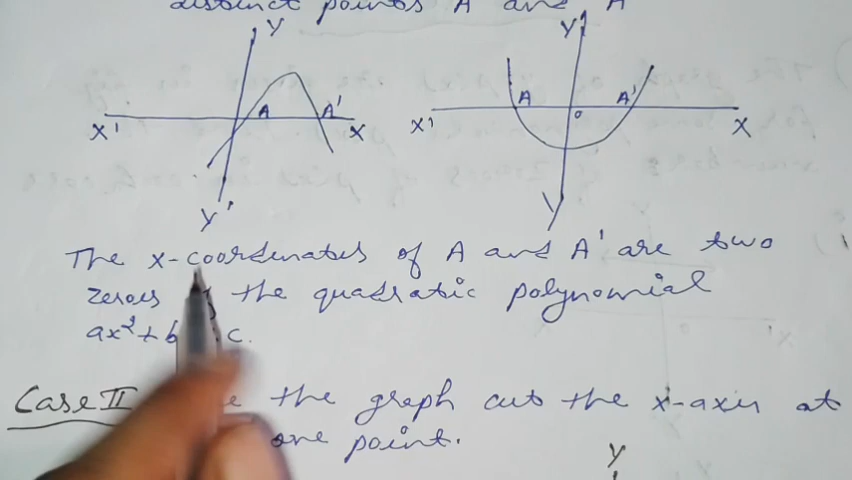 distinct points A and A'
Y
Y
A
A'
A
A'
X'
X
X'
o
X
Y'
Y
The x-coordinates of A and A' are two
zeroes the quadratic polynomial
ax² + b c.
Case II the graph cut the x-axis at
one point.
Y